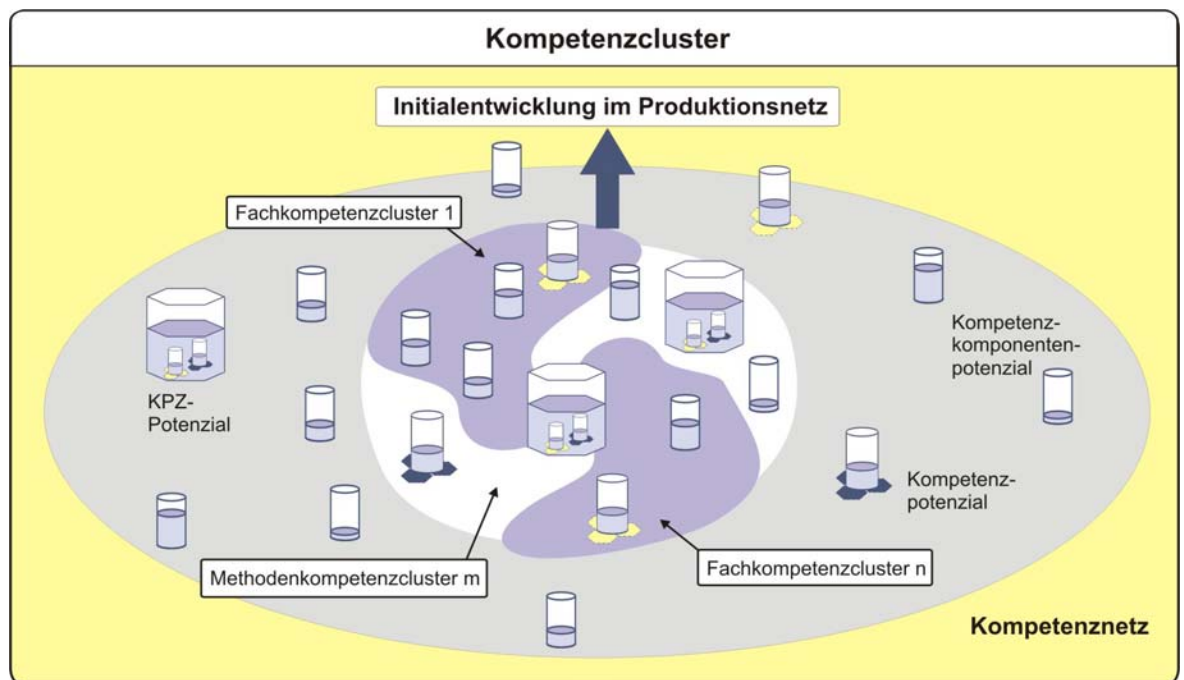 Kompetenzcluster
Initialentwicklung im Produktionsnetz
Fachkompetenzcluster 1
Kompetenz-
komponenten-
potenzial
KPZ-
Potenzial
Kompetenz-
potenzial
Methodenkompetenzcluster m
Fachkompetenzcluster n
Kompetenznetz